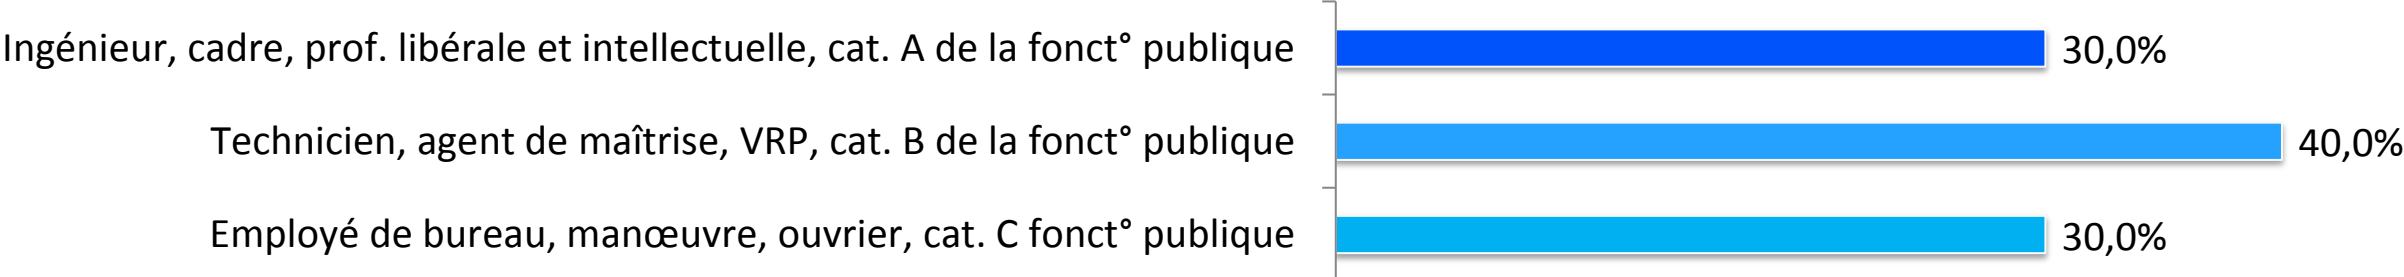 Ingénieur, cadre, prof. libérale et intellectuelle, cat. A de la fonct° publique 30,0%
Technicien, agent de maîtrise, VRP, cat. B de la fonct° publique 40,0%
Employé de bureau, manœuvre, ouvrier, cat. C fonct° publique 30,0%